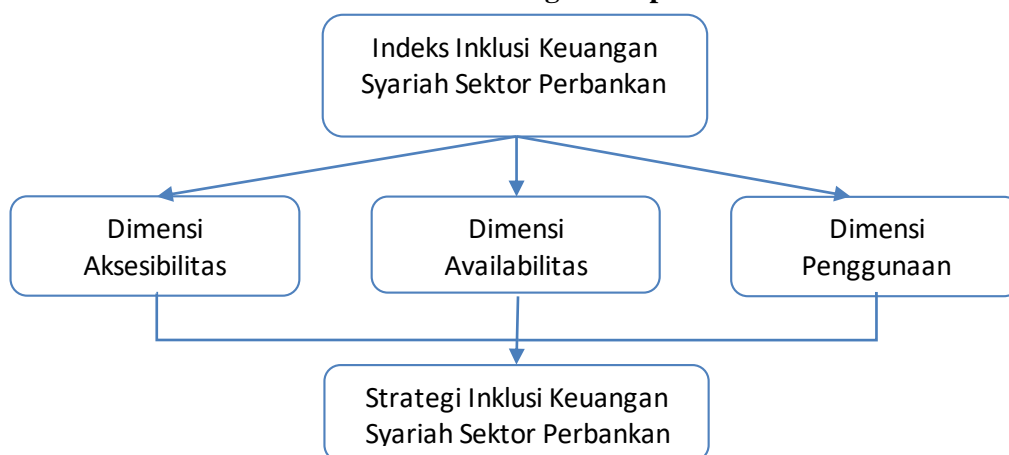 Indeks Inklusi Keuangan
Syariah Sektor Perbankan
Dimensi
Aksesibilitas
Dimensi
Availabilitas
Dimensi
Penggunaan
Strategi Inklusi Keuangan
Syariah Sektor Perbankan